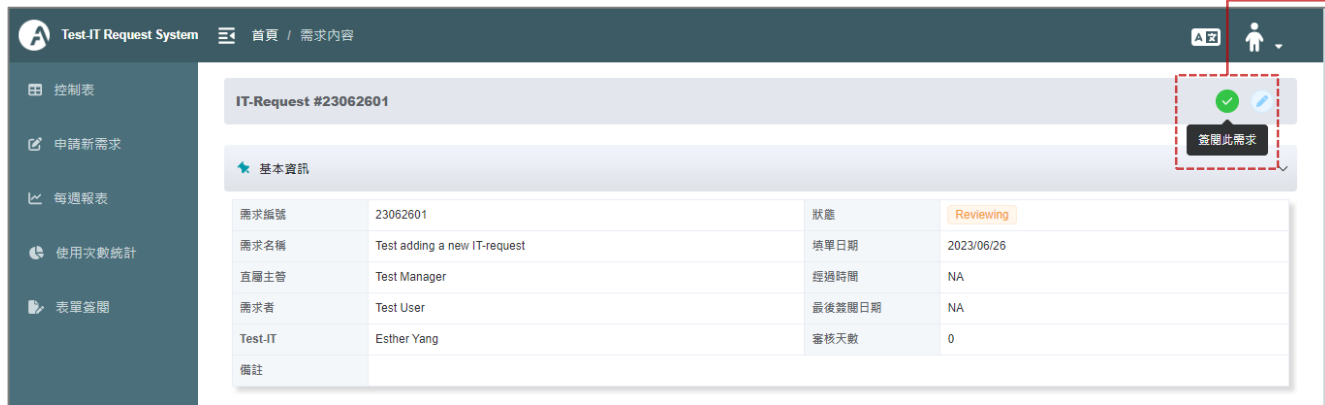 Test-IT Request System 首頁 / 需求內容
控制表
申請新需求
每週報表
使用次數統計
表單簽閱
IT-Request #23062601
簽閱此需求
基本資訊
需求編號 23062601 狀態 Reviewing
需求名稱 Test adding a new IT-request 填單日期 2023/06/26
直屬主管 Test Manager 經過時間 NA
需求者 Test User 最後簽閱日期 NA
Test-IT Esther Yang 審核天數 0
備註